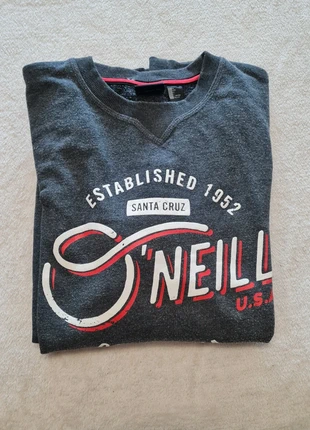 ESTABLISHED 1952
SANTA CRUZ
O'NEILL
U.S.A